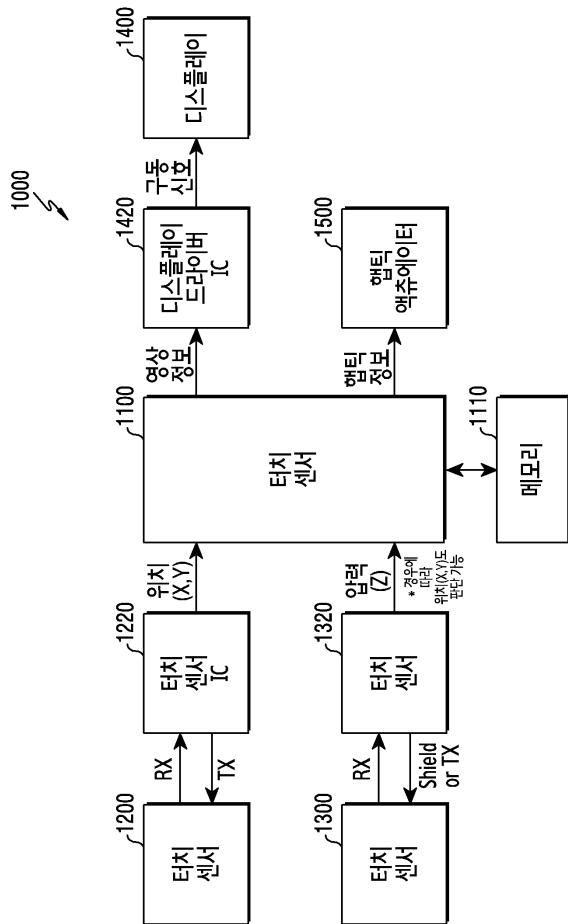 1000
1200
터치
센서
RX
TX
1220
터치
센서
IC
위치
(X,Y)
1100
터치
센서
영상
정보
1420
디스플레이
드라이버
IC
구동
신호
1400
디스플레이
1300
터치
센서
RX
Shield
or TX
1320
터치
센서
압력
(Z)
* 경우에
따라
위치(X,Y)도
판단 가능
햅틱
정보
1500
햅틱
액츄에이터
1110
메모리